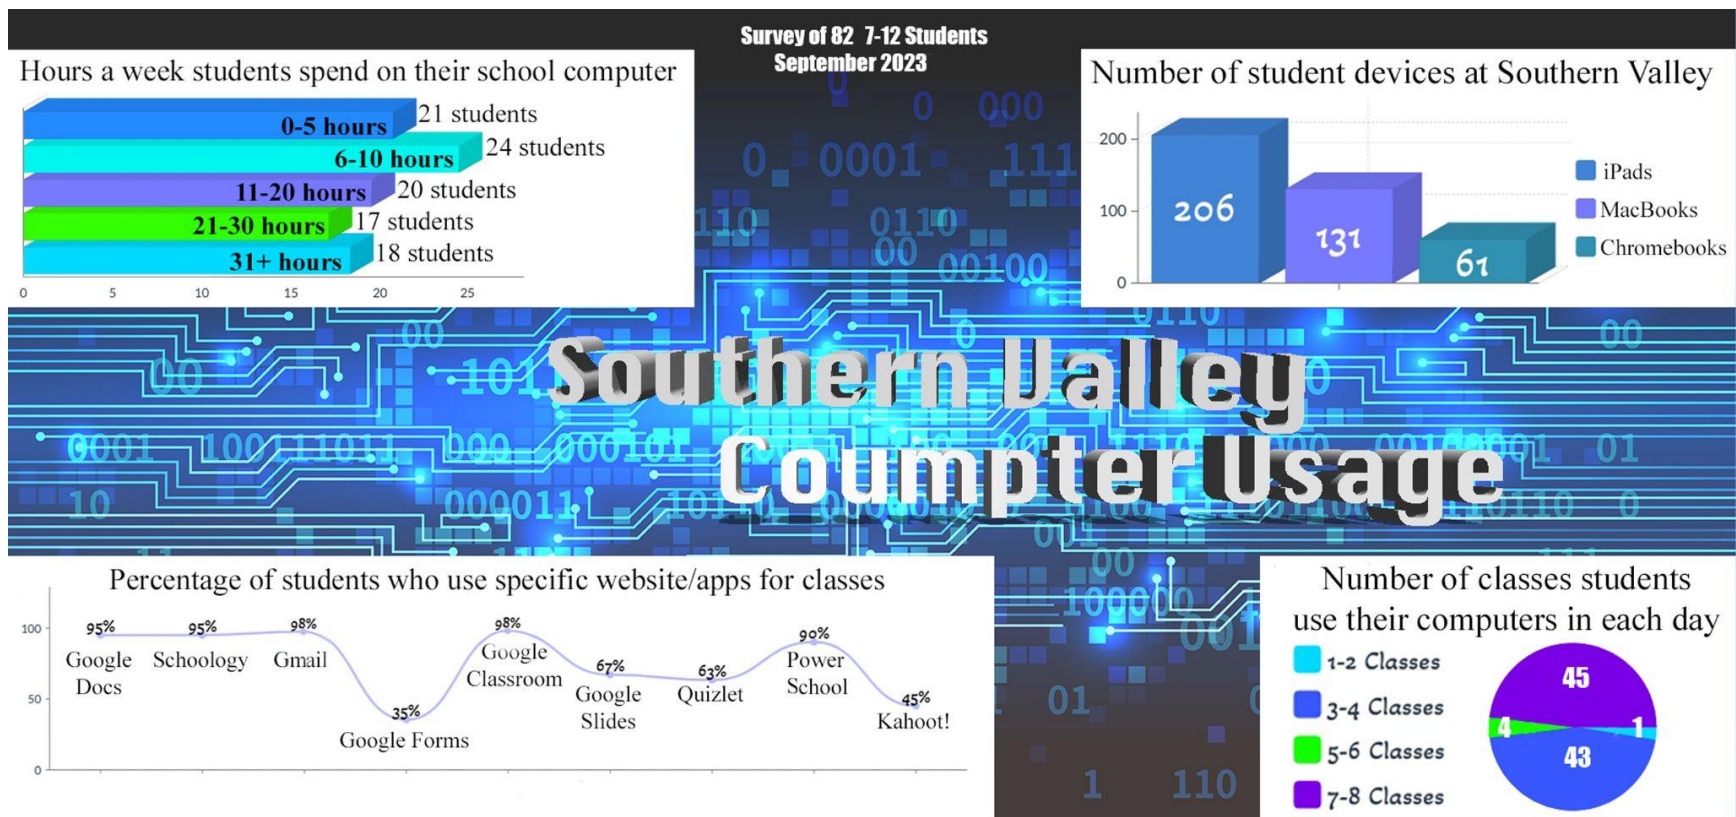 Survey of 82 7-12 Students
September 2023
Hours a week students spend on their school computer
0-5 hours 21 students
6-10 hours 24 students
11-20 hours 20 students
21-30 hours 17 students
31+ hours 18 students
0 5 10 15 20 25
Number of student devices at Southern Valley
200
100
0
206
131
61
iPads
MacBooks
Chromebooks
Southern Valley
Coumpter Usage
Percentage of students who use specific website/apps for classes
100
50
0
95%
Google
Docs
95%
Schoology
98%
Gmail
35%
Google Forms
98%
Google
Classroom
67%
Google
Slides
63%
Quizlet
90%
Power
School
45%
Kahoot!
Number of classes students
use their computers in each day
1-2 Classes
3-4 Classes
5-6 Classes
7-8 Classes
45
4
1
43